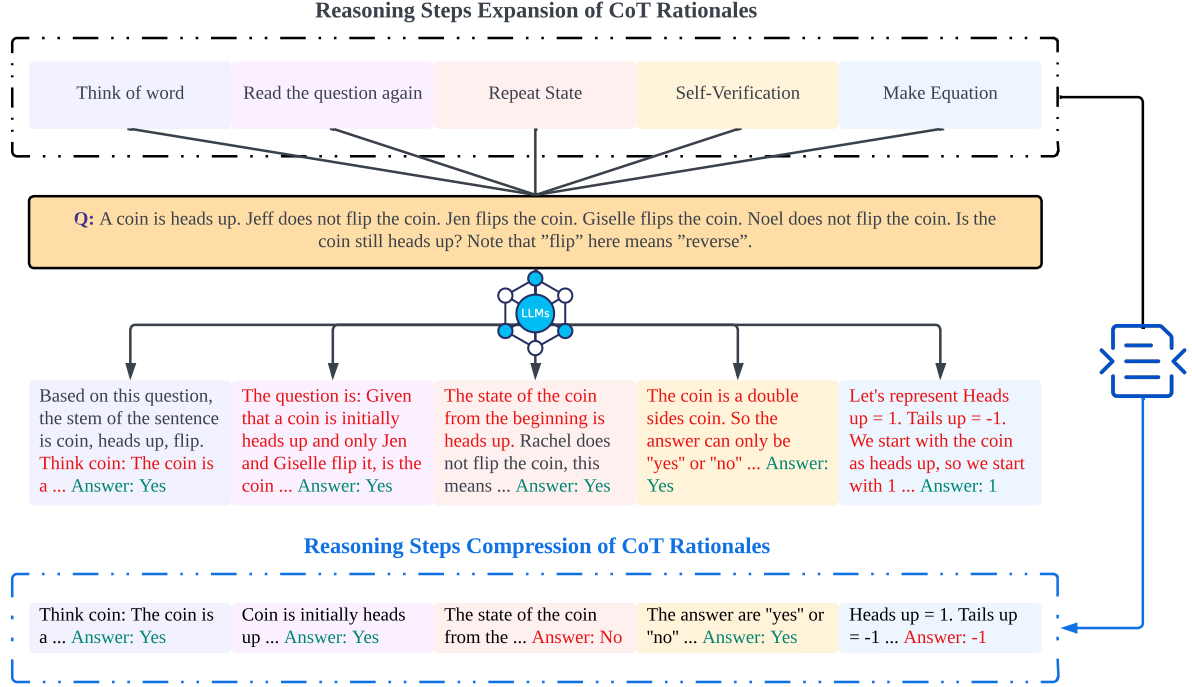 Reasoning Steps Expansion of CoT Rationales
Think of word
Read the question again
Repeat State
Self-Verification
Make Equation
Q: A coin is heads up. Jeff does not flip the coin. Jen flips the coin. Giselle flips the coin. Noel does not flip the coin. Is the
coin still heads up? Note that ”flip” here means ”reverse”.
LLMs
Based on this question,
the stem of the sentence
is coin, heads up, flip.
Think coin: The coin is
a ... Answer: Yes
The question is: Given
that a coin is initially
heads up and only Jen
and Giselle flip it, is the
coin ... Answer: Yes
The state of the coin
from the beginning is
heads up. Rachel does
not flip the coin, this
means ... Answer: Yes
The coin is a double
sides coin. So the
answer can only be
"yes" or "no" ... Answer:
Yes
Let's represent Heads
up = 1. Tails up = -1.
We start with the coin
as heads up, so we start
with 1 ... Answer: 1
Reasoning Steps Compression of CoT Rationales
Think coin: The coin is
a ... Answer: Yes
Coin is initially heads
up ... Answer: Yes
The state of the coin
from the ... Answer: No
The answer are "yes" or
"no" ... Answer: Yes
Heads up = 1. Tails up
= -1 ... Answer: -1